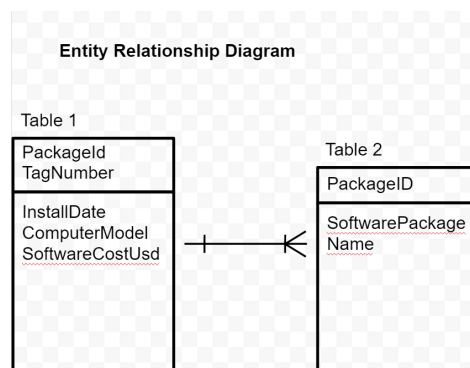 Entity Relationship Diagram
Table 1
PackageId
TagNumber
InstallDate
ComputerModel
SoftwareCostUsd
Table 2
PackageID
SoftwarePackage
Name